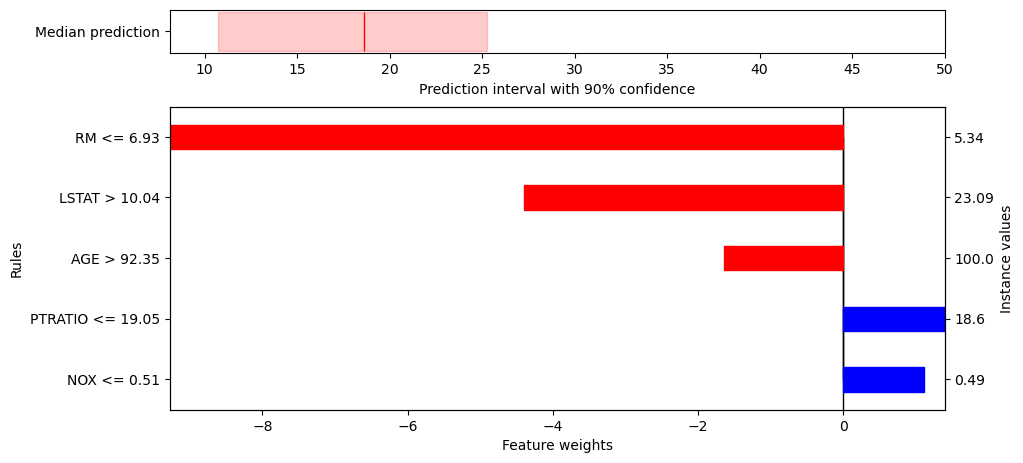 Median prediction
10 15 20 25 30 35 40 45 50
Prediction interval with 90% confidence
RM <= 6.93 5.34
LSTAT > 10.04 23.09
AGE > 92.35 100.0
PTRATIO <= 19.05 18.6
NOX <= 0.51 0.49
Rules
Instance values
−8 −6 −4 −2 0
Feature weights